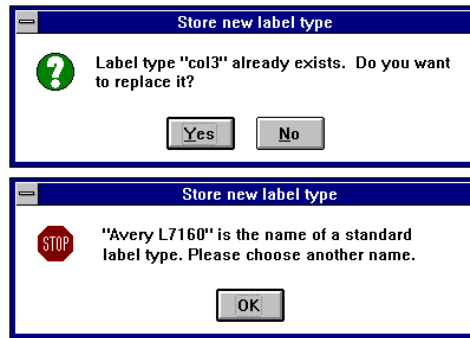 Store new label type
Label type "col3" already exists. Do you want
to replace it?
Yes No
Store new label type
STOP
"Avery L7160" is the name of a standard
label type. Please choose another name.
OK